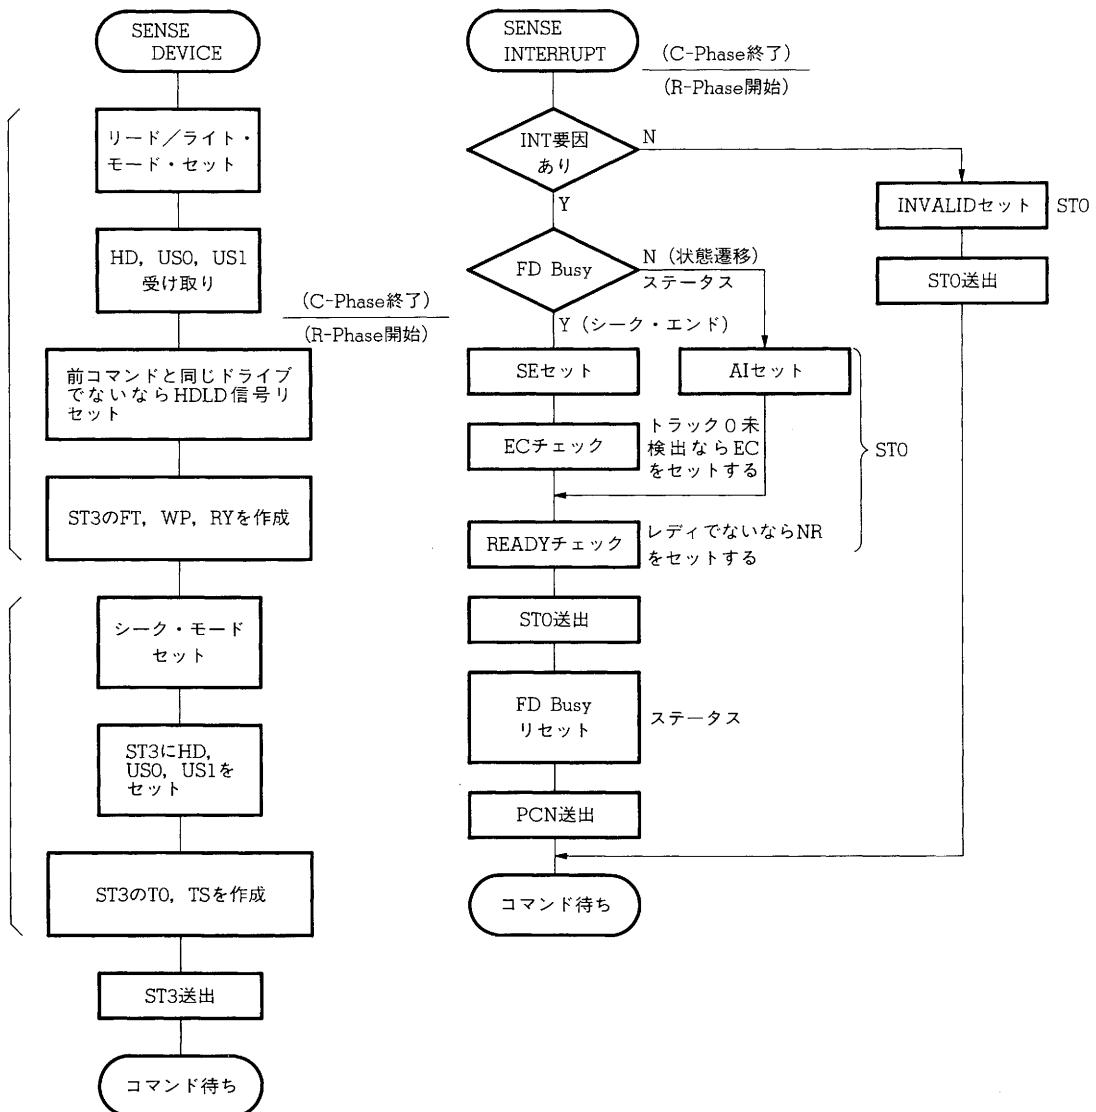 SENSE
DEVICE
リード／ライト・
モード・セット
HD, US0, US1
受け取り
(C-Phase終了)
(R-Phase開始)
前コマンドと同じドライブ
でないならHDLD信号リ
セット
ST3のFT, WP, RYを作成
シーク・モード
セット
ST3にHD,
US0, US1を
セット
ST3のT0, TSを作成
ST3送出
コマンド待ち
SENSE
INTERRUPT
(C-Phase終了)
(R-Phase開始)
INT要因
あり
N
Y
INVALIDセット
ST0
ST0送出
FD Busy
N (状態遷移)
ステータス
Y (シーク・エンド)
SEセット
AIセット
ECチェック
トラック0未
検出ならEC
をセットする
ST0
READYチェック
レディでないならNR
をセットする
ST0送出
FD Busy
リセット
ステータス
PCN送出
コマンド待ち